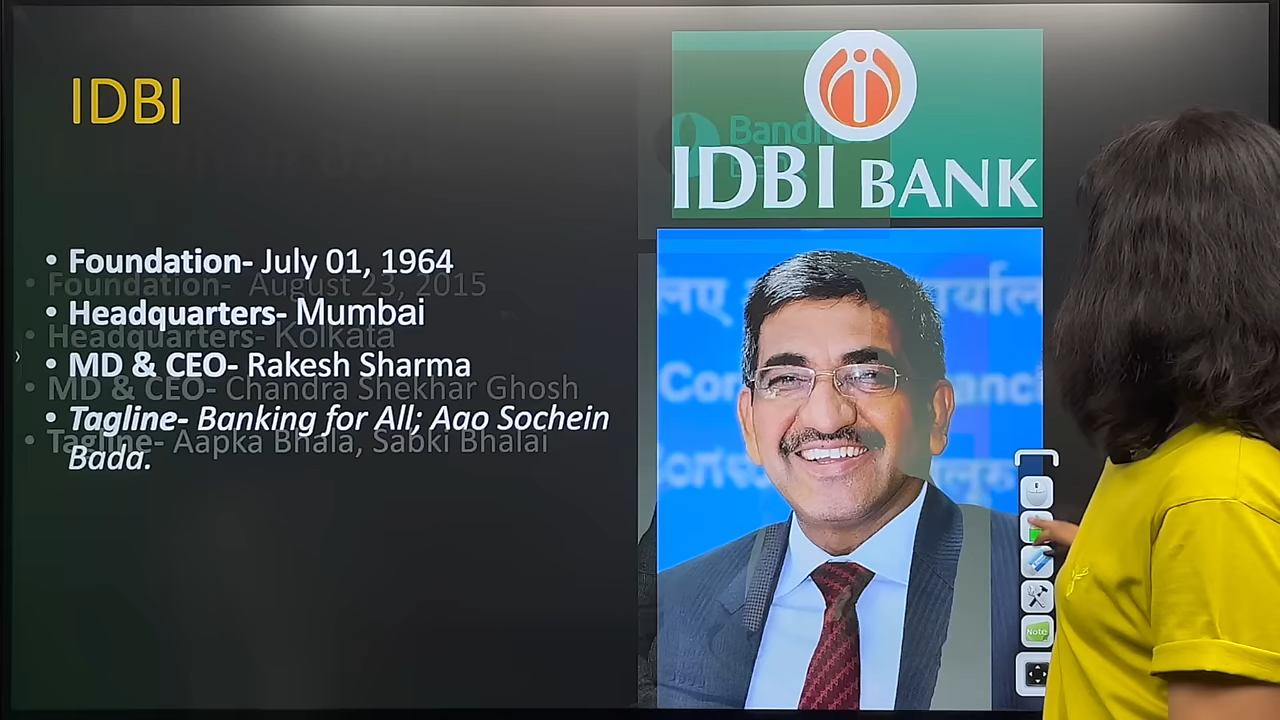 IDBI
• Foundation- July 01, 1964
• Headquarters- Mumbai
• MD & CEO- Rakesh Sharma
• Tagline- Banking for All; Aao Sochein
Bada.
• Foundation- August 23, 2015
• Headquarters- Kolkata
• MD & CEO- Chandra Shekhar Ghosh
• Tagline- Aapka Bhala, Sabki Bhalai
IDBI BANK
Note